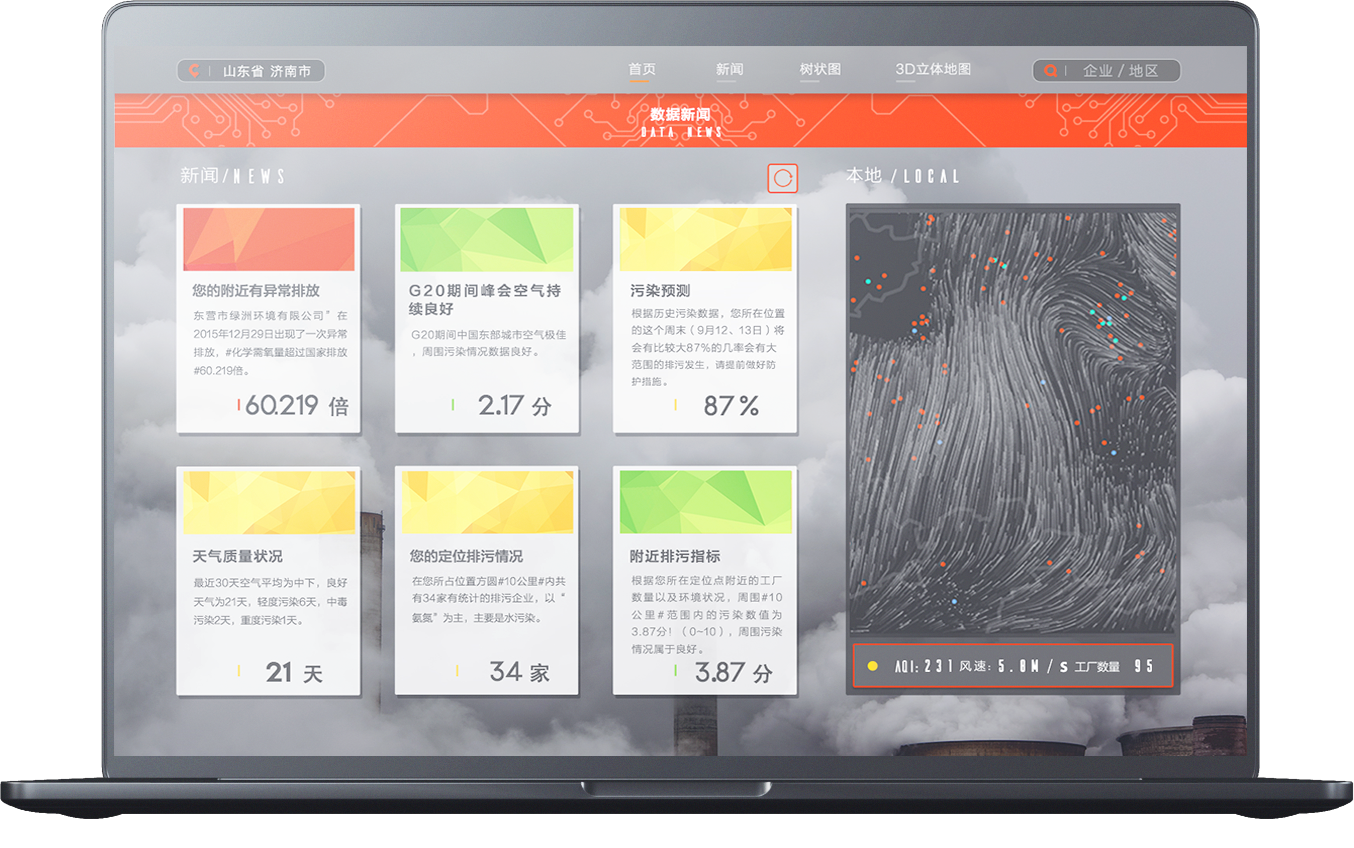 山东省 济南市
首页
新闻
树状图
3D立体地图
企业 / 地区
数据新闻
DATA NEWS
新闻/NEWS
您的附近有异常排放
东营市绿洲环境有限公司”在
2015年12月29日出现了一次异常
排放，#化学需氧量超过国家排放
#60.219倍。
60.219 倍
G20期间峰会空气持
续良好
G20期间中国东部城市空气极佳
，周围污染情况数据良好。
2.17 分
污染预测
根据历史污染数据，您所在位置
的这个周末（9月12、13日）将
会有比较大87%的几率会有大
范围的排污发生，请提前做好防
护措施。
87%
天气质量状况
最近30天空气平均为中下，良好
天气为21天，轻度污染6天，中毒
污染2天，重度污染1天。
21 天
您的定位排污情况
在您所占位置方圆#10公里#内共
有34家有统计的排污企业，以“
氨氮”为主，主要是水污染。
34 家
附近排污指标
根据您所在定位点附近的工厂
数量以及环境状况，周围#10
公里#范围内的污染数值为
3.87分!（0~10），周围污染
情况属于良好。
3.87 分
本地 /LOCAL
AQI:231 风速:5.0M/S 工厂数量 95